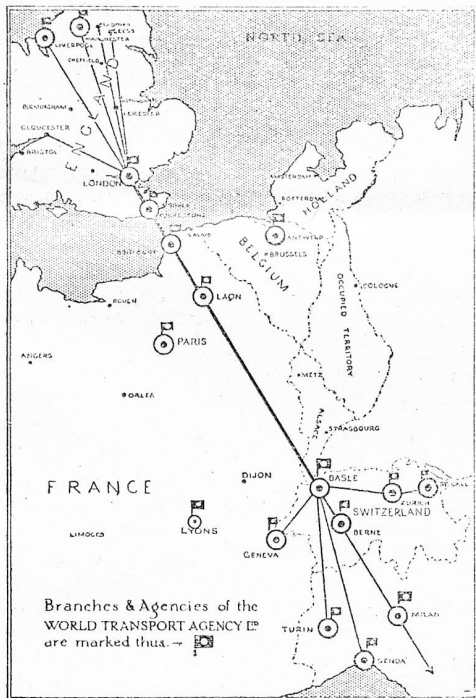 NORTH SEA
LIVERPOOL
MANCHESTER
LEEDS
SHEFFIELD
BIRMINGHAM
LEICESTER
GLOUCESTER
BRISTOL
ENGLAND
LONDON
DOVER
FOLKESTONE
CALAIS
BOULOGNE
AMSTERDAM
ROTTERDAM
HOLLAND
ANTWERP
BRUSSELS
BELGIUM
COLOGNE
OCCUPIED TERRITORY
LAON
ROUEN
PARIS
ANGERS
METZ
ALSACE
STRASBOURG
DIJON
BASLE
ZURICH
SWITZERLAND
BERNE
FRANCE
LYONS
LIMOGES
GENEVA
TURIN
MILAN
GENOA
Branches & Agencies of the
WORLD TRANSPORT AGENCY LTD
are marked thus.→